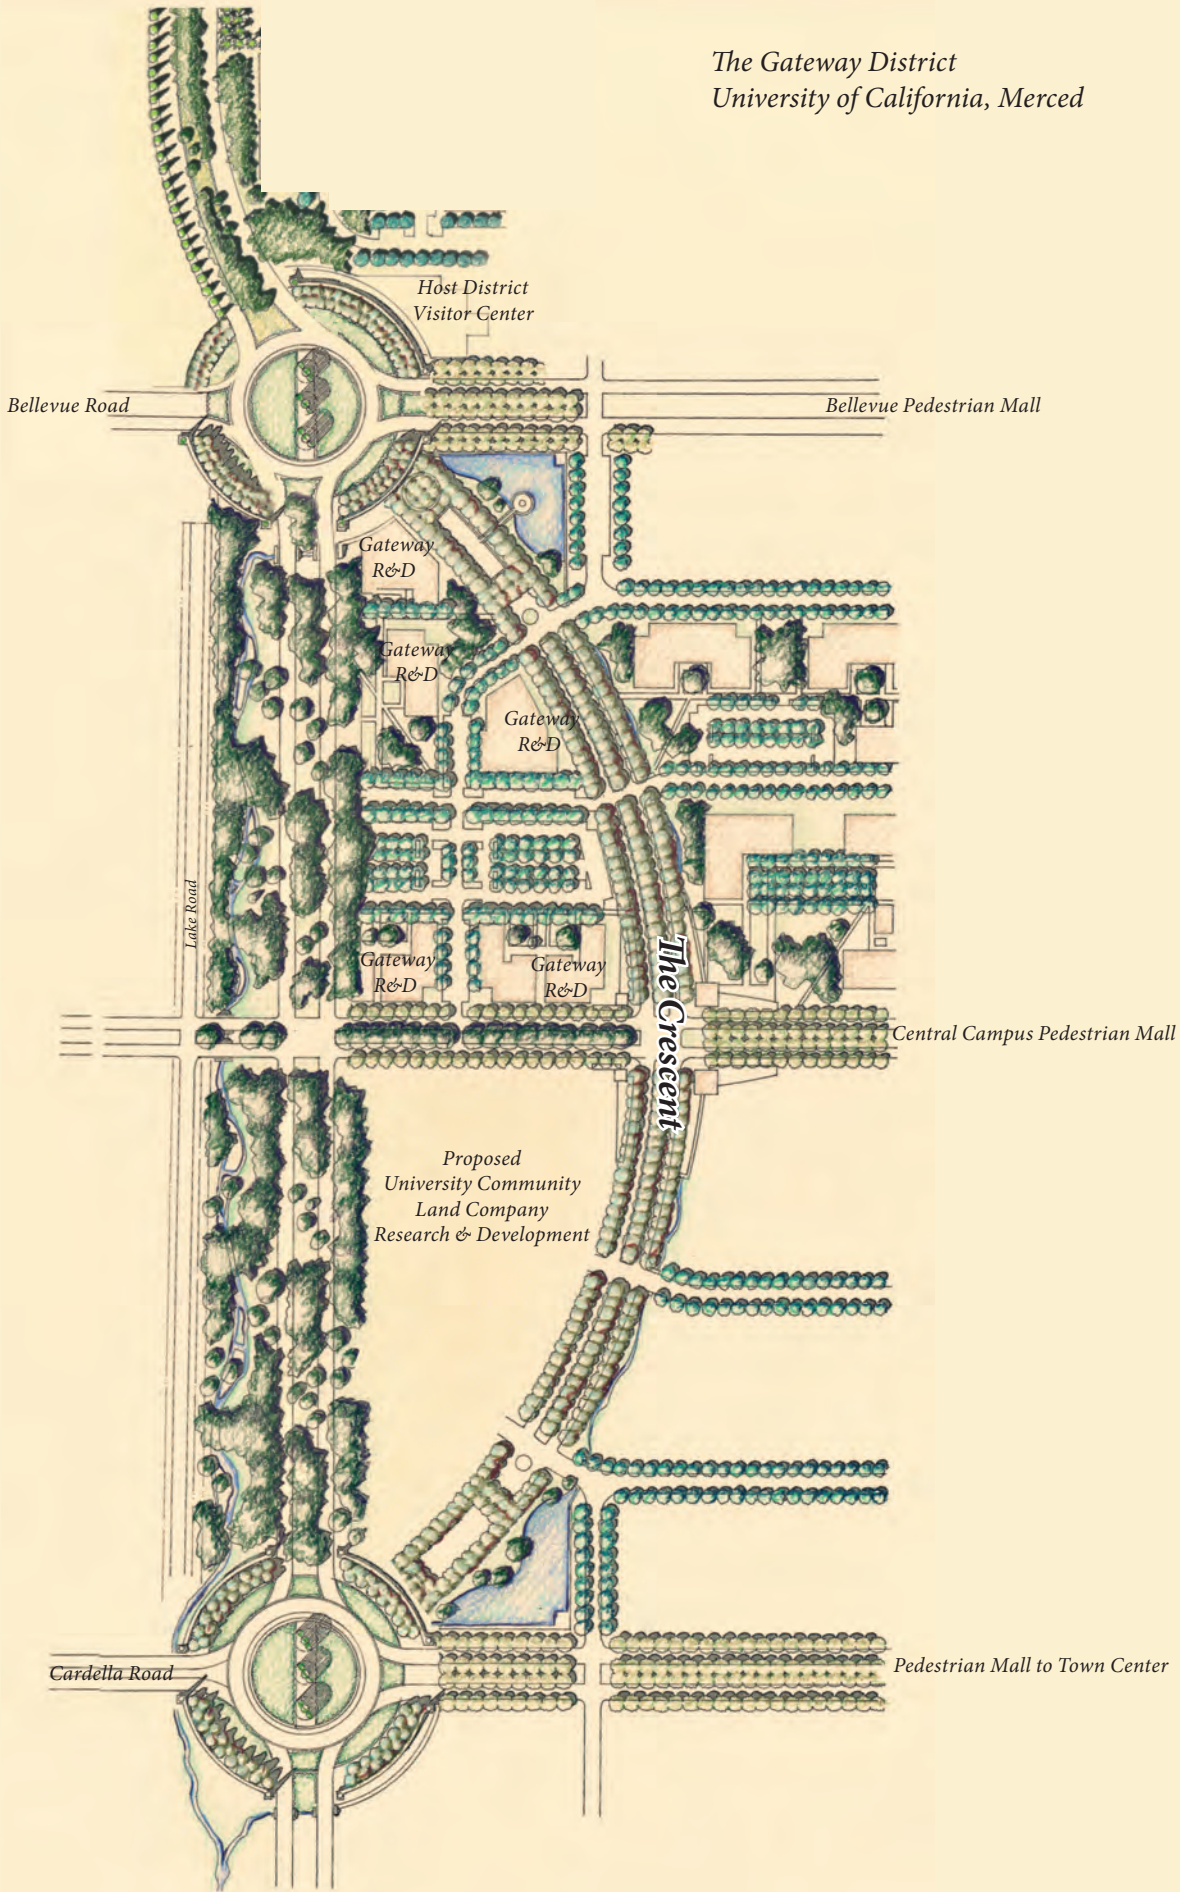 The Gateway District
University of California, Merced
Host District
Visitor Center
Bellevue Road
Bellevue Pedestrian Mall
Gateway
R&D
Gateway
R&D
Gateway
R&D
Lake Road
Gateway
R&D
Gateway
R&D
The Crescent
Central Campus Pedestrian Mall
Proposed
University Community
Land Company
Research & Development
Cardella Road
Pedestrian Mall to Town Center